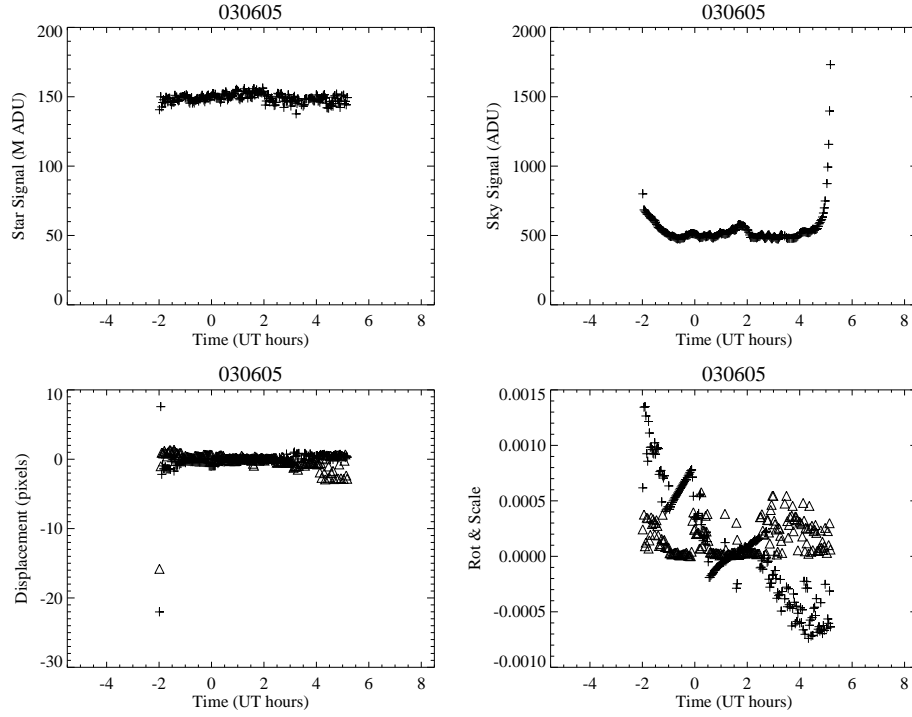 030605
200
150
100
50
0
Star Signal (M ADU)
-4 -2 0 2 4 6 8
Time (UT hours)
030605
2000
1500
1000
500
0
Sky Signal (ADU)
-4 -2 0 2 4 6 8
Time (UT hours)
030605
10
0
-10
-20
-30
Displacement (pixels)
-4 -2 0 2 4 6 8
Time (UT hours)
030605
0.0015
0.0010
0.0005
0.0000
-0.0005
-0.0010
Rot & Scale
-4 -2 0 2 4 6 8
Time (UT hours)